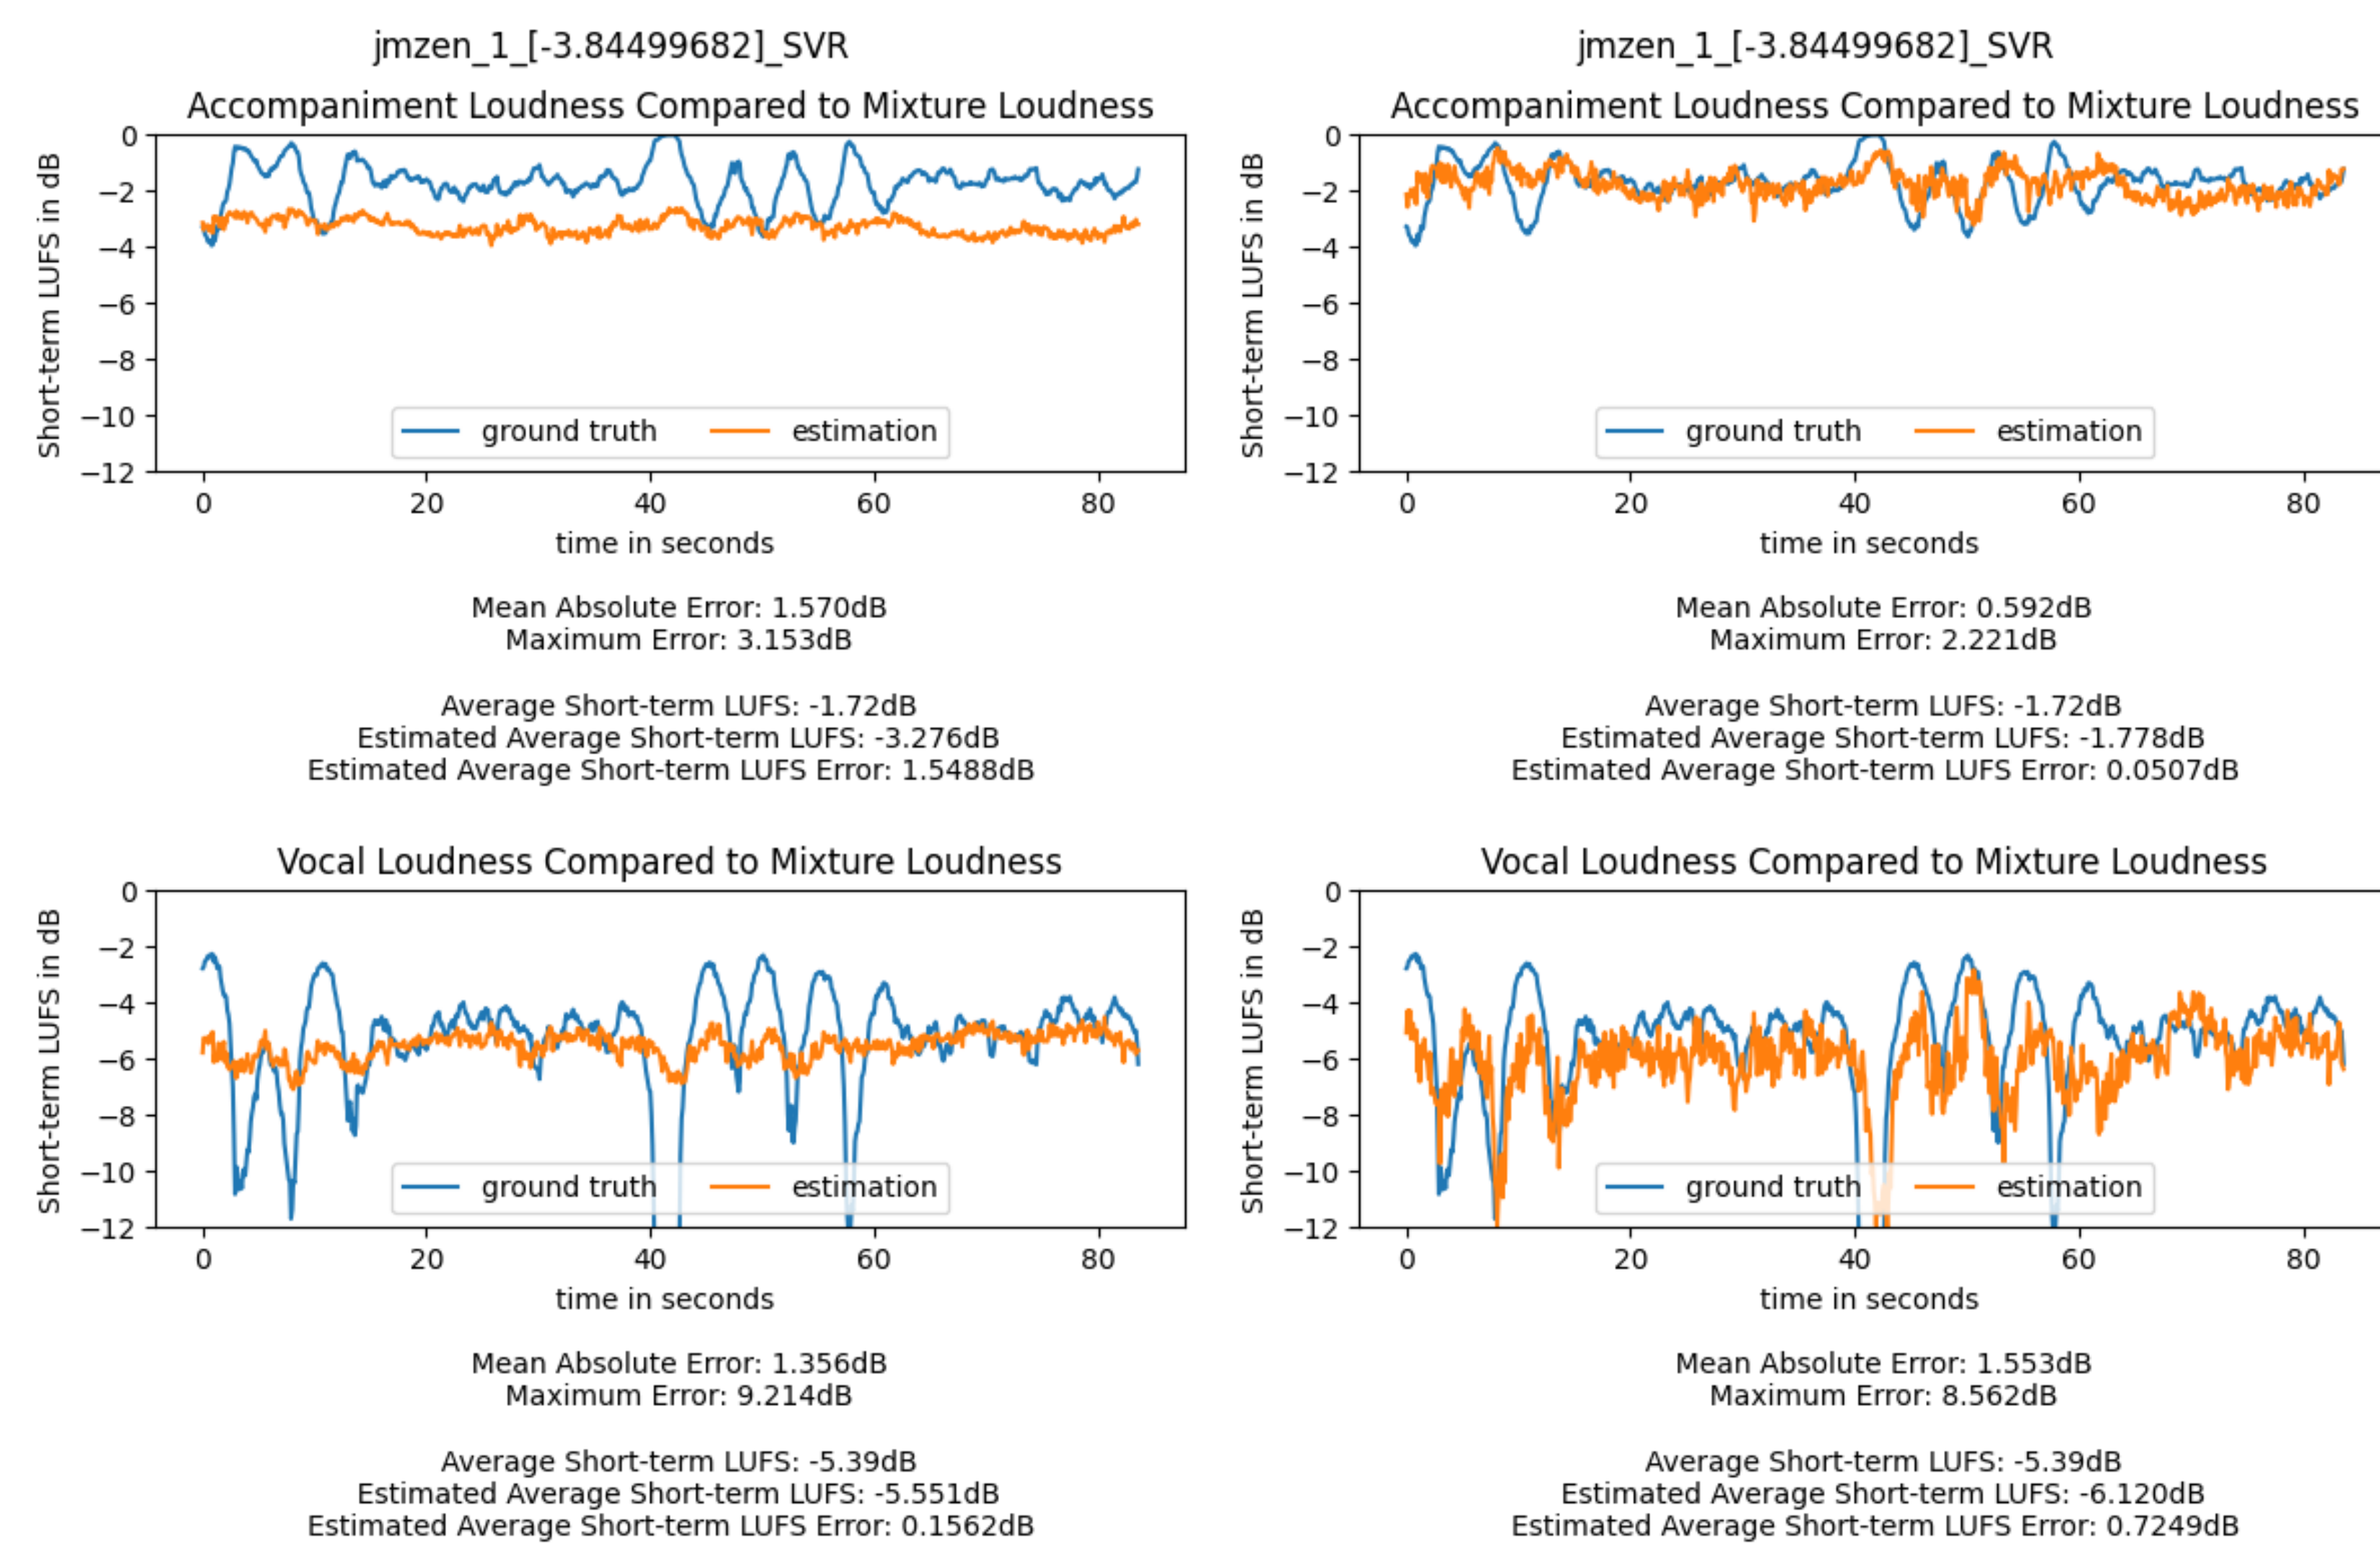 jmzen_1_[-3.84499682]_SVR
Accompaniment Loudness Compared to Mixture Loudness
Short-term LUFS in dB
0
−2
−4
−6
−8
−10
−12
ground truth
estimation
0
20
40
60
80
time in seconds
Mean Absolute Error: 1.570dB
Maximum Error: 3.153dB
Average Short-term LUFS: -1.72dB
Estimated Average Short-term LUFS: -3.276dB
Estimated Average Short-term LUFS Error: 1.5488dB
Vocal Loudness Compared to Mixture Loudness
Short-term LUFS in dB
0
−2
−4
−6
−8
−10
−12
ground truth
estimation
0
20
40
60
80
time in seconds
Mean Absolute Error: 1.356dB
Maximum Error: 9.214dB
Average Short-term LUFS: -5.39dB
Estimated Average Short-term LUFS: -5.551dB
Estimated Average Short-term LUFS Error: 0.1562dB
jmzen_1_[-3.84499682]_SVR
Accompaniment Loudness Compared to Mixture Loudness
Short-term LUFS in dB
0
−2
−4
−6
−8
−10
−12
ground truth
estimation
0
20
40
60
80
time in seconds
Mean Absolute Error: 0.592dB
Maximum Error: 2.221dB
Average Short-term LUFS: -1.72dB
Estimated Average Short-term LUFS: -1.778dB
Estimated Average Short-term LUFS Error: 0.0507dB
Vocal Loudness Compared to Mixture Loudness
Short-term LUFS in dB
0
−2
−4
−6
−8
−10
−12
ground truth
estimation
0
20
40
60
80
time in seconds
Mean Absolute Error: 1.553dB
Maximum Error: 8.562dB
Average Short-term LUFS: -5.39dB
Estimated Average Short-term LUFS: -6.120dB
Estimated Average Short-term LUFS Error: 0.7249dB